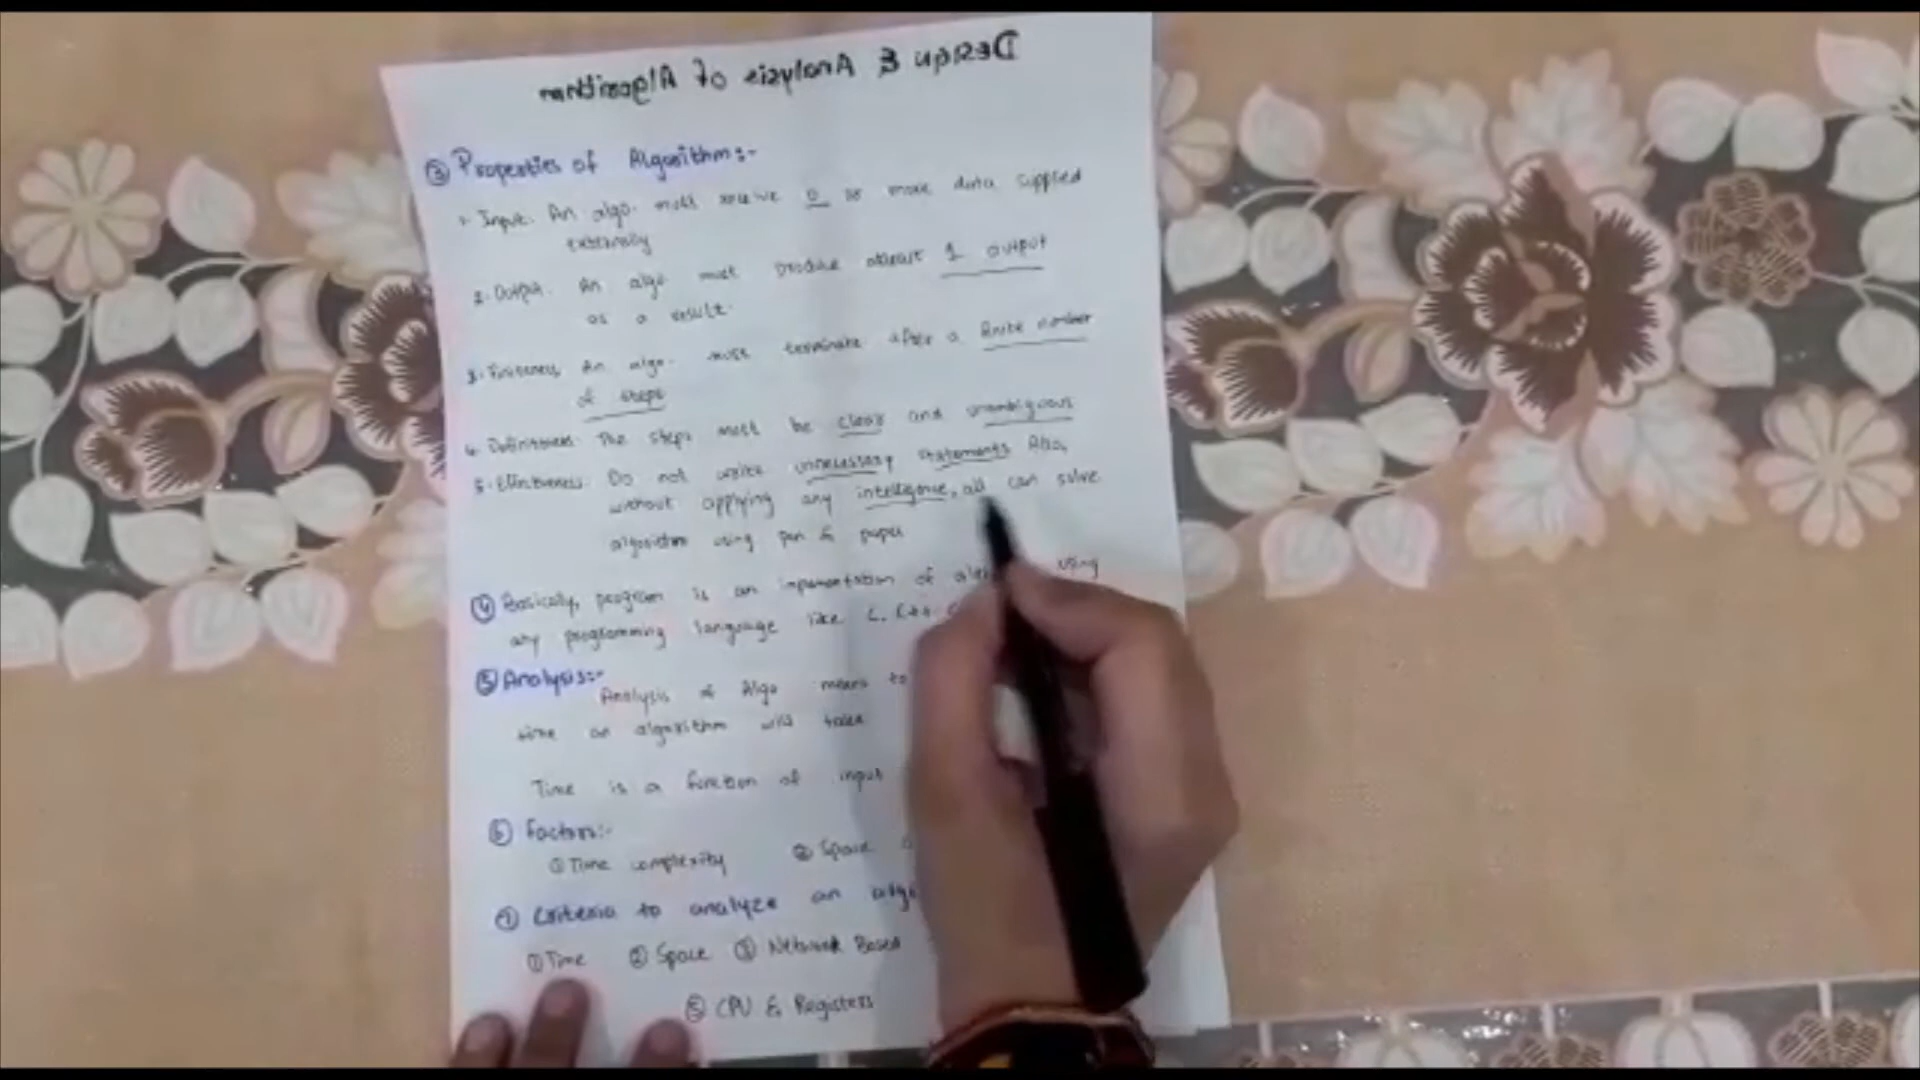 Design & Analysis of Algorithm
③ Properties of Algorithm:-
1. Input: An algo. must receive 0 or more data supplied
externally
2. Output: An algo must produce atleast 1 output
as a result.
3. Finiteness: An algo. must terminate after a finite number
of steps
4. Definiteness: The steps must be clear and unambiguous
5. Effectiveness: Do not write unnecessary statements. Also,
without applying any intelligence, all can solve
algorithm using pen & paper
④ Basically, program is an using
any programming language like C, C++
⑤ Analysis:-
Analysis of Algo means to
time an algorithm will take
Time is a function of input
⑥ Factors:-
① Time complexity ② Space
⑦ Criteria to analyze an
① Time ② Space ③ Network Based
⑤ CPU & Registers